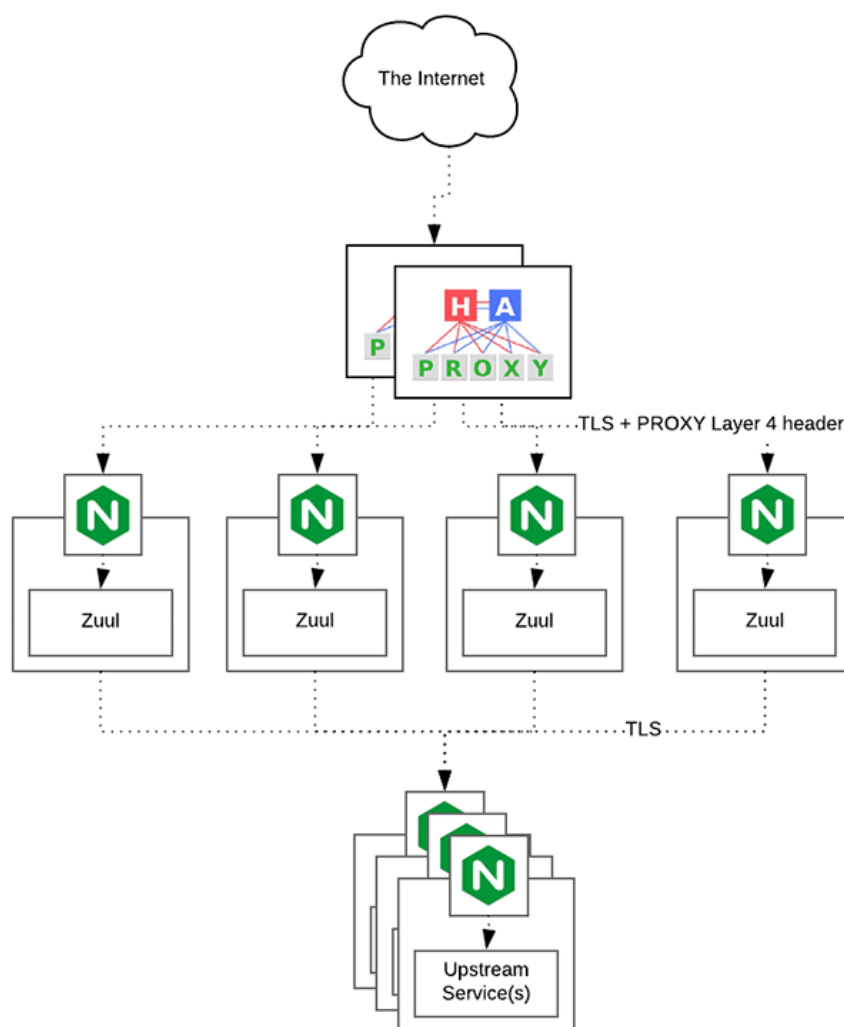 The Internet
H A
P
P R O X Y
TLS + PROXY Layer 4 header
N N N N
Zuul Zuul Zuul Zuul
TLS
N
Upstream
Service(s)